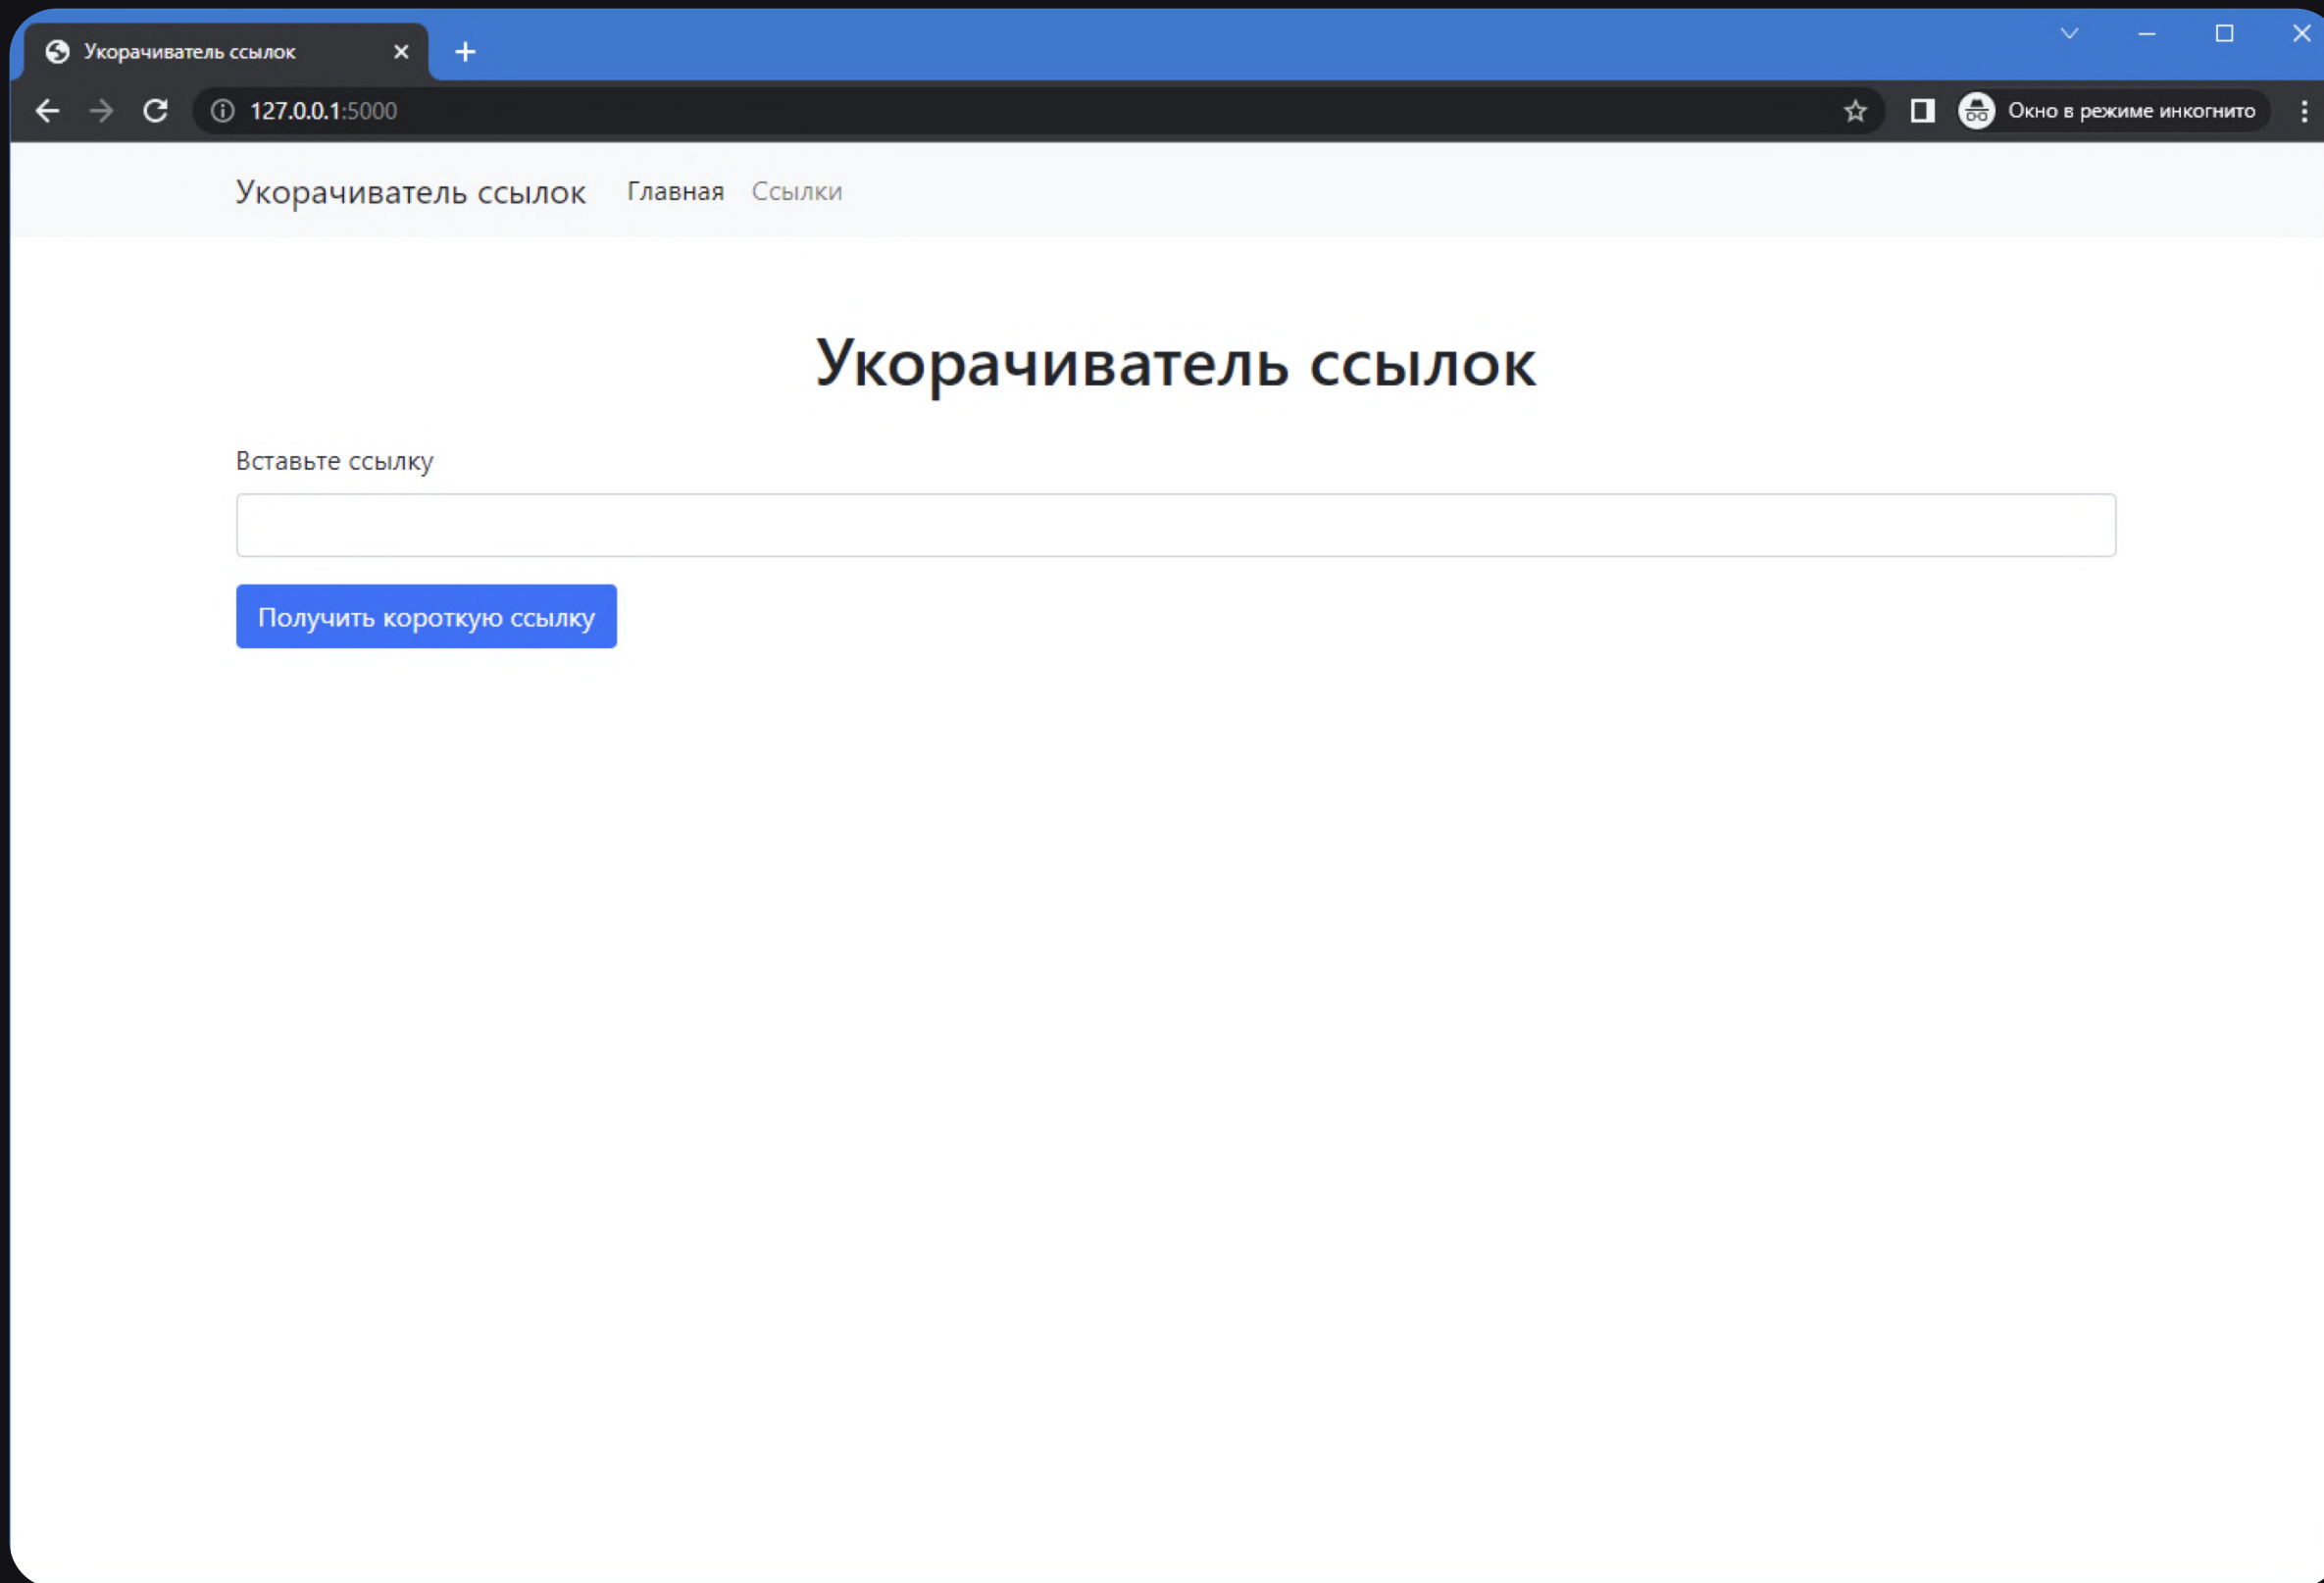 Укорачиватель ссылок
127.0.0.1:5000
Окно в режиме инкогнито
Укорачиватель ссылок Главная Ссылки
Укорачиватель ссылок
Вставьте ссылку
Получить короткую ссылку